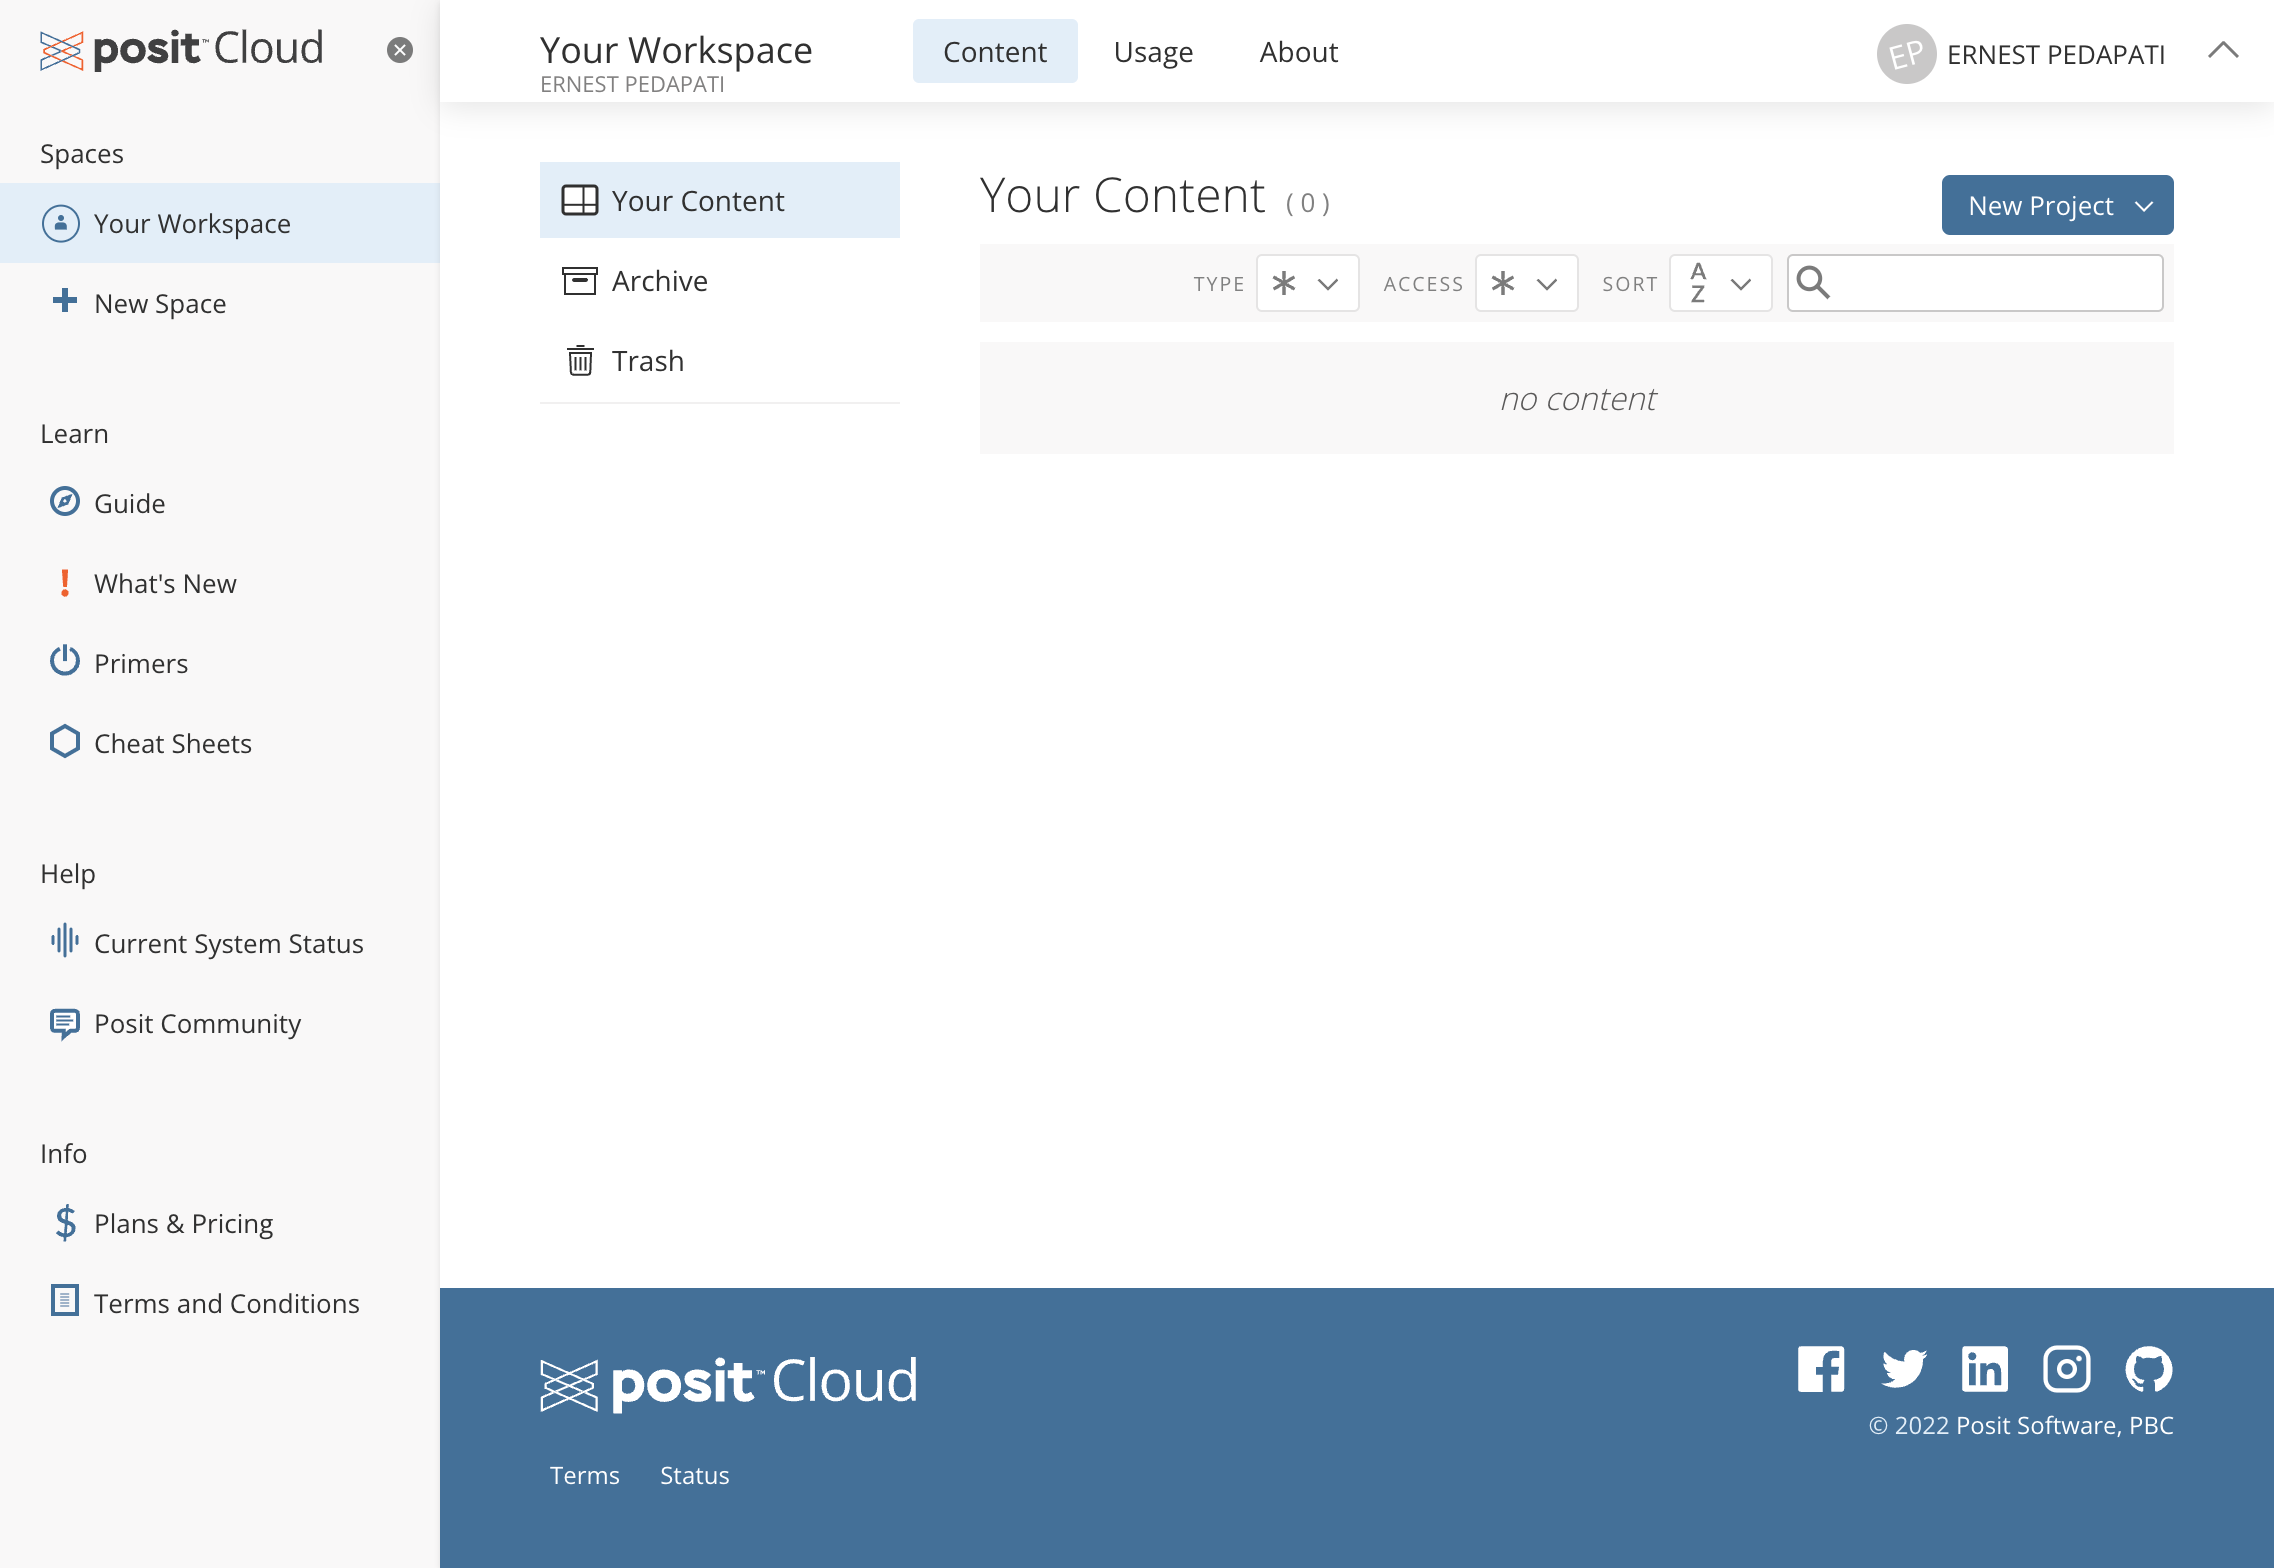 posit™ Cloud
Spaces
Your Workspace
New Space
Learn
Guide
What's New
Primers
Cheat Sheets
Help
Current System Status
Posit Community
Info
Plans & Pricing
Terms and Conditions
Your Workspace
ERNEST PEDAPATI
Content
Usage
About
EP
ERNEST PEDAPATI
Your Content
Archive
Trash
Your Content ( 0 )
New Project
TYPE
ACCESS
SORT
A
Z
no content
posit™ Cloud
Terms
Status
© 2022 Posit Software, PBC